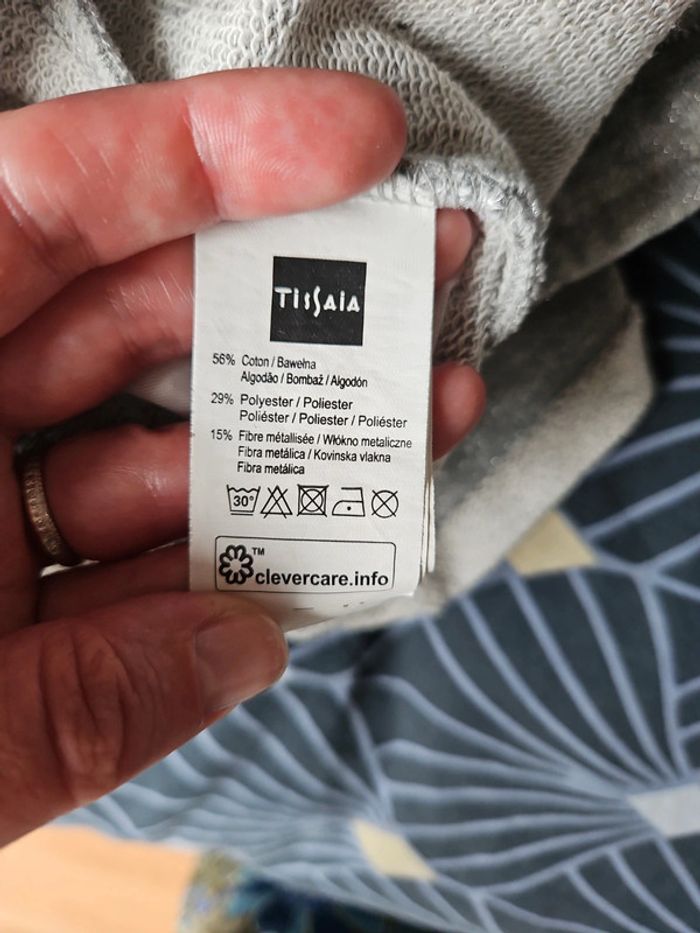 TISSAIA
56% Coton / Bawełna
Algodão / Bombaž / Algodón
29% Polyester / Poliester
Poliéster / Poliester / Poliéster
15% Fibre métallisée / Włókno metaliczne
Fibra metálica / Kovinska vlakna
Fibra metálica
30°
TM
clevercare.info